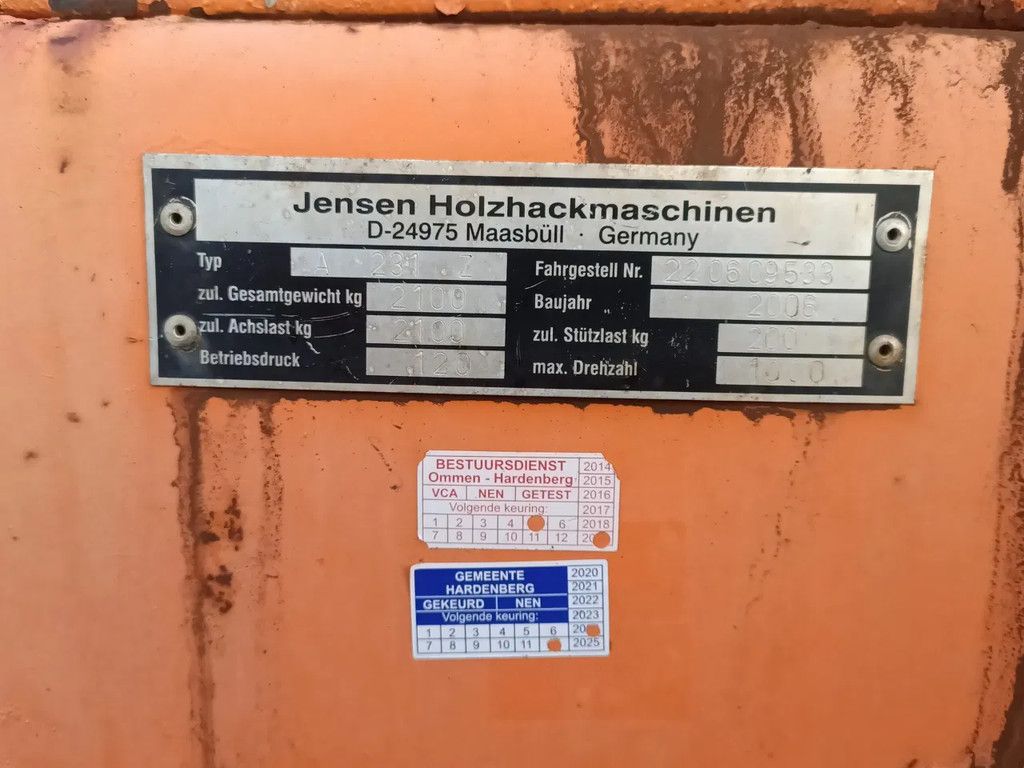 Jensen Holzhackmaschinen
D-24975 Maasbüll · Germany
Typ A 231 Z Fahrgestell Nr. 220609533
zul. Gesamtgewicht kg 2100 Baujahr 2006
zul. Achslast kg 2100 zul. Stützlast kg 200
Betriebsdruck 120 max. Drehzahl
BESTUURSDIENST 2014
Ommen - Hardenberg 2015
VCA NEN GETEST 2016
Volgende keuring: 2017
1 2 3 4 6 2018
7 8 9 10 11 12
GEMEENTE 2020
HARDENBERG 2021
GEKEURD NEN 2022
Volgende keuring: 2023
1 2 3 4 5 6
7 8 9 10 11 2025